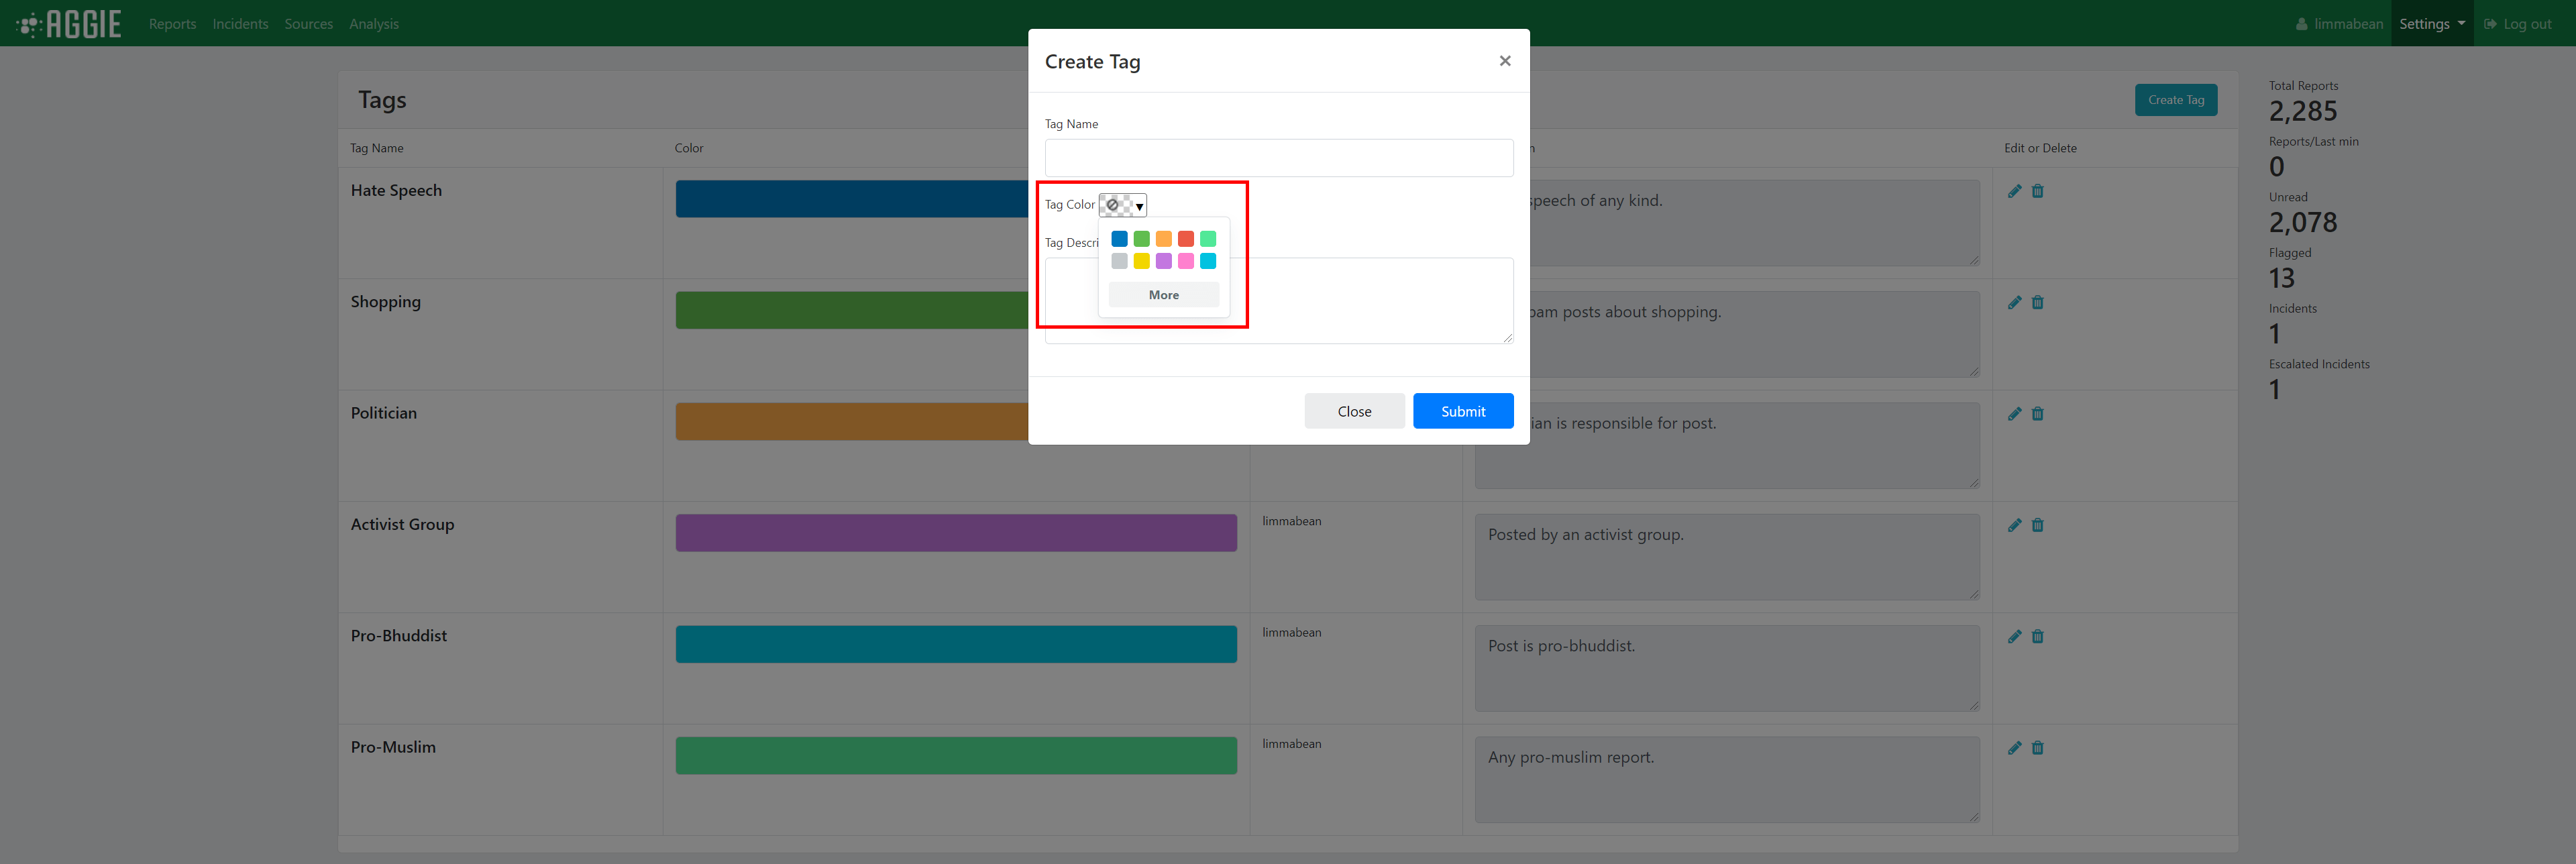 AGGIE Reports Incidents Sources Analysis limmabean Settings Log out
Create Tag ×
Tag Name
Tag Color
Tag Descri
More
Close Submit
Tags Create Tag
Tag Name Color n Edit or Delete
Hate Speech speech of any kind.
Shopping pam posts about shopping.
Politician ian is responsible for post.
Activist Group limmabean Posted by an activist group.
Pro-Bhuddist limmabean Post is pro-bhuddist.
Pro-Muslim limmabean Any pro-muslim report.
Total Reports
2,285
Reports/Last min
0
Unread
2,078
Flagged
13
Incidents
1
Escalated Incidents
1